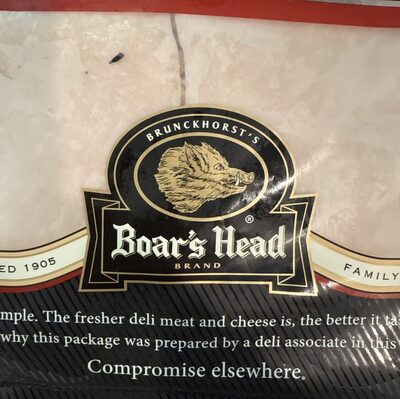 BRUNCKHORST'S
®
Boar's Head
BRAND
ED 1905
FAMILY
mple. The fresher deli meat and cheese is, the better it ta
why this package was prepared by a deli associate in this
Compromise elsewhere.